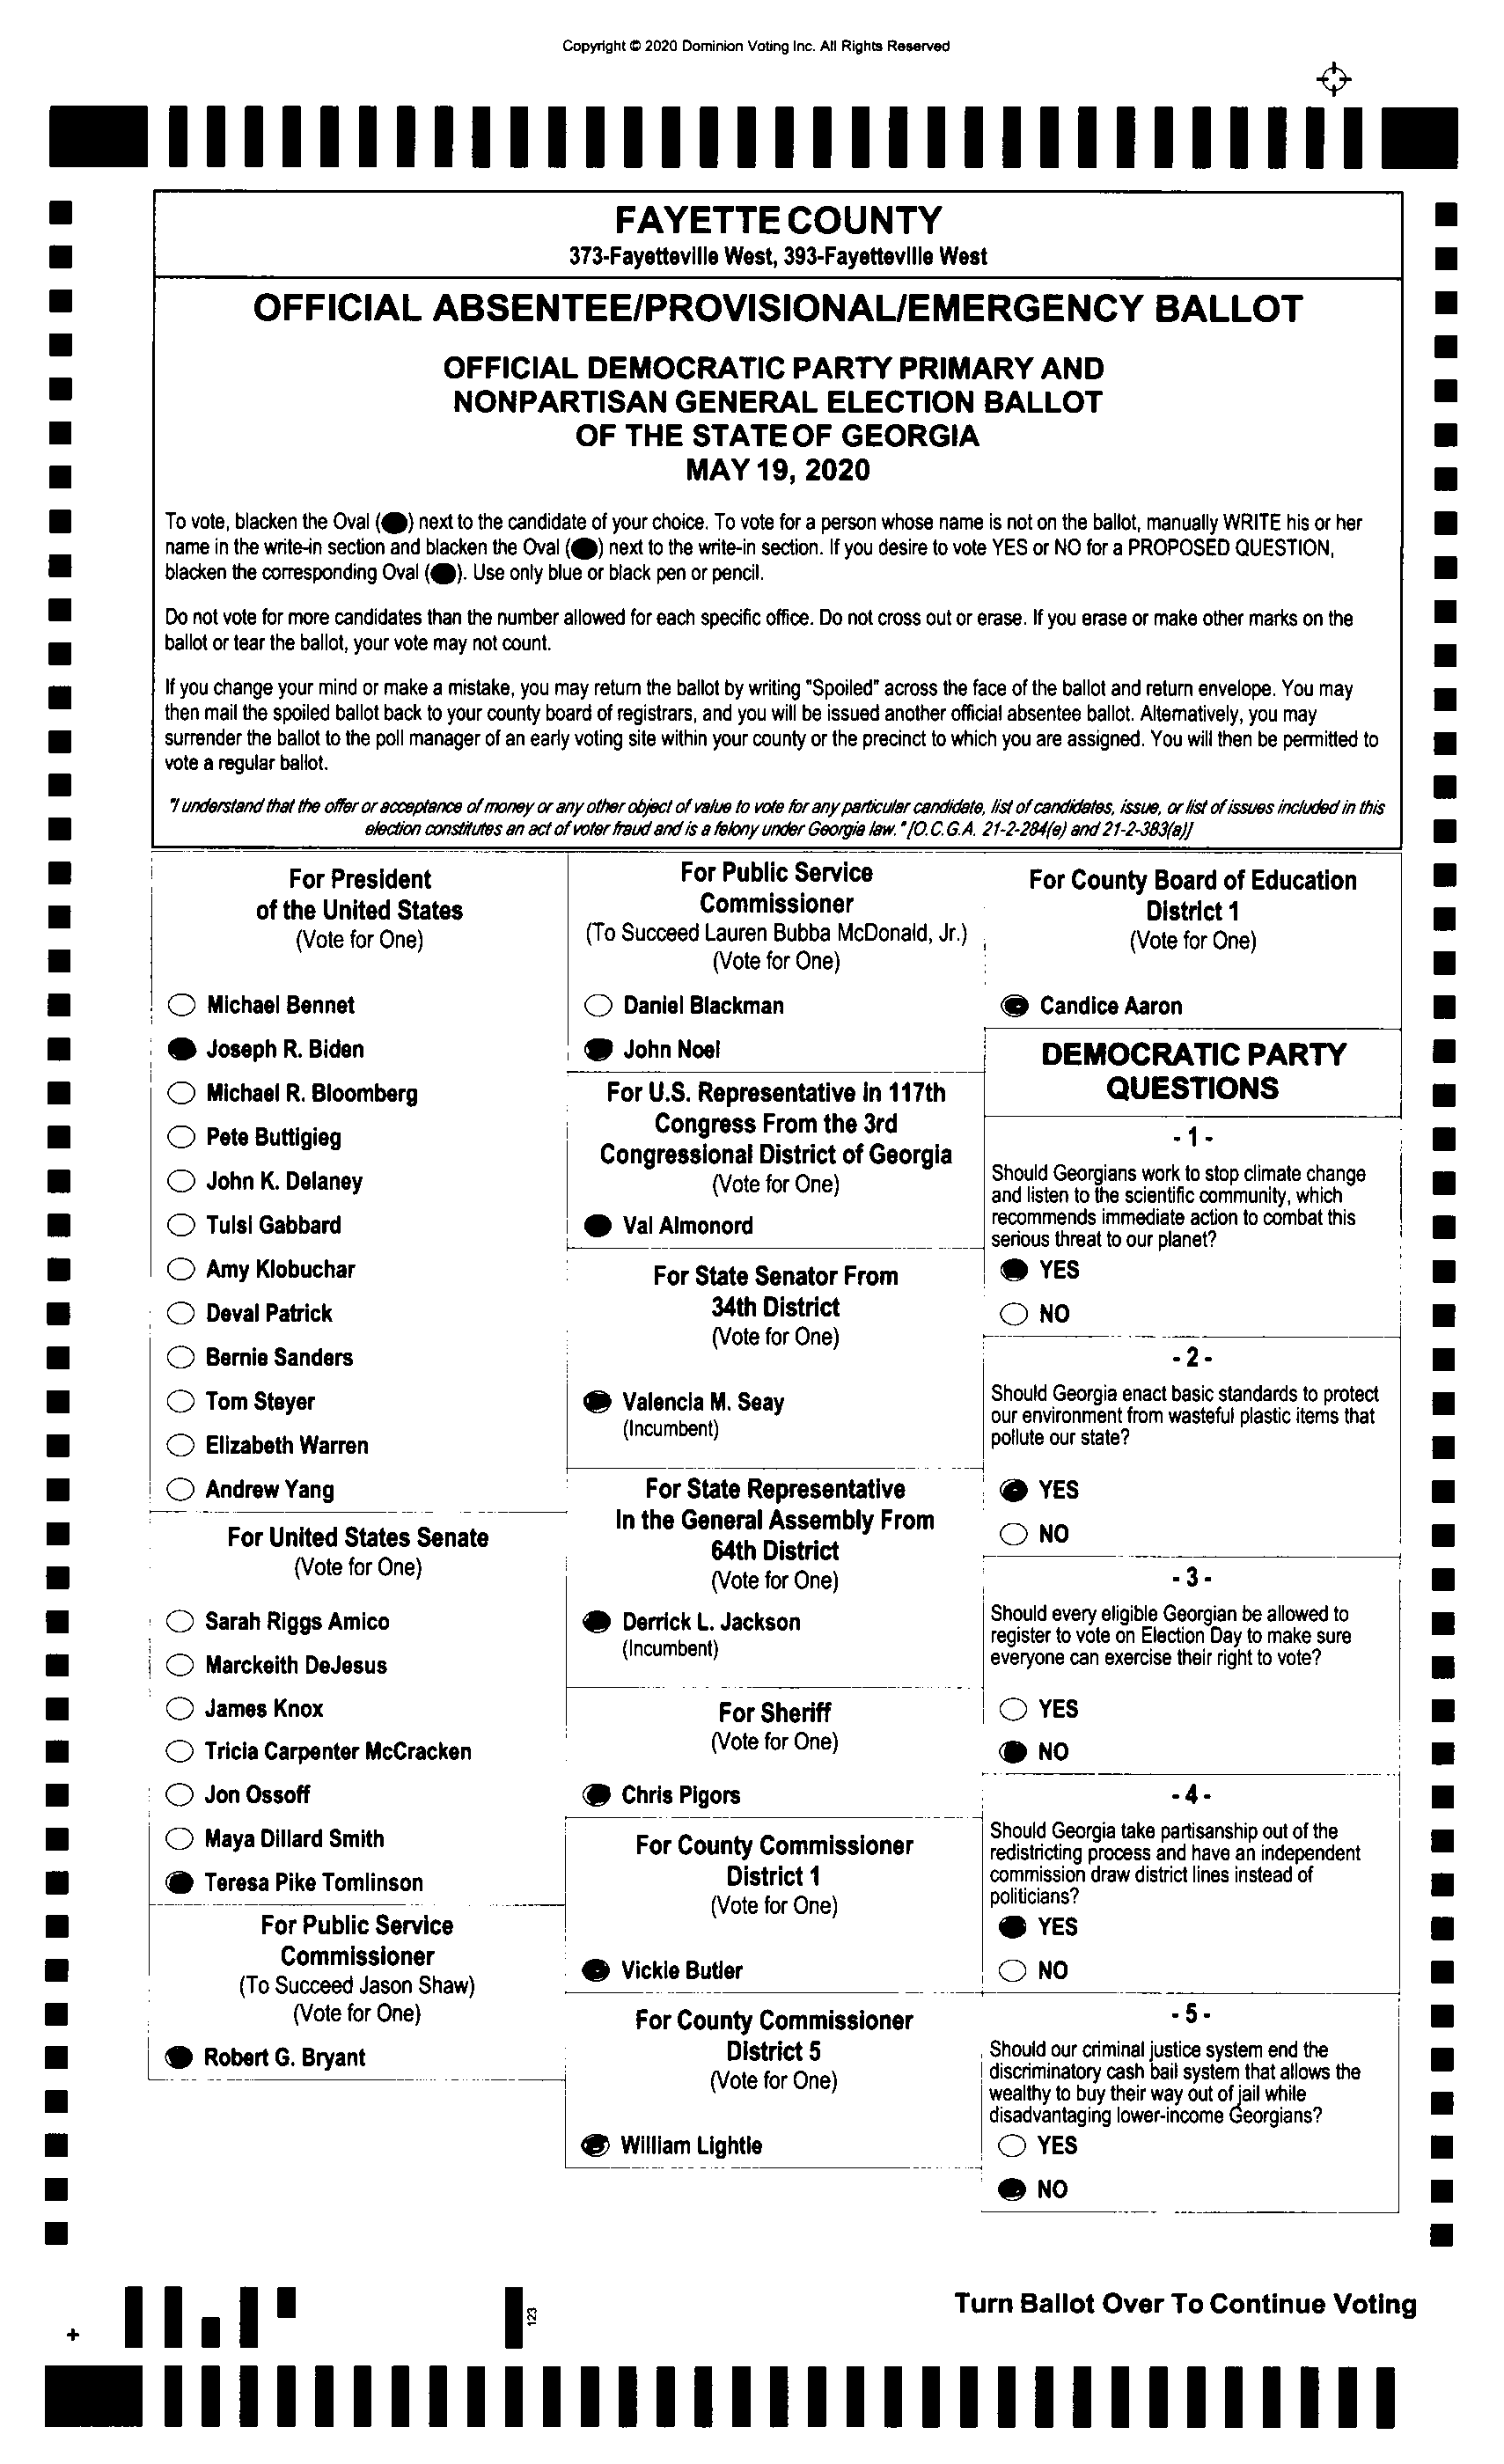 Copyright © 2020 Dominion Voting Inc. All Rights Reserved
FAYETTE COUNTY
373-Fayetteville West, 393-Fayetteville West
OFFICIAL ABSENTEE/PROVISIONAL/EMERGENCY BALLOT
OFFICIAL DEMOCRATIC PARTY PRIMARY AND
NONPARTISAN GENERAL ELECTION BALLOT
OF THE STATE OF GEORGIA
MAY 19, 2020
To vote, blacken the Oval (●) next to the candidate of your choice. To vote for a person whose name is not on the ballot, manually WRITE his or her
name in the write-in section and blacken the Oval (●) next to the write-in section. If you desire to vote YES or NO for a PROPOSED QUESTION,
blacken the corresponding Oval (●). Use only blue or black pen or pencil.
Do not vote for more candidates than the number allowed for each specific office. Do not cross out or erase. If you erase or make other marks on the
ballot or tear the ballot, your vote may not count.
If you change your mind or make a mistake, you may return the ballot by writing "Spoiled" across the face of the ballot and return envelope. You may
then mail the spoiled ballot back to your county board of registrars, and you will be issued another official absentee ballot. Alternatively, you may
surrender the ballot to the poll manager of an early voting site within your county or the precinct to which you are assigned. You will then be permitted to
vote a regular ballot.
"I understand that the offer or acceptance of money or any other object of value to vote for any particular candidate, list of candidates, issue, or list of issues included in this
election constitutes an act of voter fraud and is a felony under Georgia law." [O.C.G.A. 21-2-284(e) and 21-2-383(a)]
For President
of the United States
(Vote for One)
Michael Bennet
Joseph R. Biden
Michael R. Bloomberg
Pete Buttigieg
John K. Delaney
Tulsi Gabbard
Amy Klobuchar
Deval Patrick
Bernie Sanders
Tom Steyer
Elizabeth Warren
Andrew Yang
For United States Senate
(Vote for One)
Sarah Riggs Amico
Marckeith DeJesus
James Knox
Tricia Carpenter McCracken
Jon Ossoff
Maya Dillard Smith
Teresa Pike Tomlinson
For Public Service
Commissioner
(To Succeed Jason Shaw)
(Vote for One)
Robert G. Bryant
For Public Service
Commissioner
(To Succeed Lauren Bubba McDonald, Jr.)
(Vote for One)
Daniel Blackman
John Noel
For U.S. Representative in 117th
Congress From the 3rd
Congressional District of Georgia
(Vote for One)
Val Almonord
For State Senator From
34th District
(Vote for One)
Valencia M. Seay
(Incumbent)
For State Representative
In the General Assembly From
64th District
(Vote for One)
Derrick L. Jackson
(Incumbent)
For Sheriff
(Vote for One)
Chris Pigors
For County Commissioner
District 1
(Vote for One)
Vickie Butler
For County Commissioner
District 5
(Vote for One)
William Lightle
For County Board of Education
District 1
(Vote for One)
Candice Aaron
DEMOCRATIC PARTY
QUESTIONS
- 1 -
Should Georgians work to stop climate change
and listen to the scientific community, which
recommends immediate action to combat this
serious threat to our planet?
YES
NO
- 2 -
Should Georgia enact basic standards to protect
our environment from wasteful plastic items that
pollute our state?
YES
NO
- 3 -
Should every eligible Georgian be allowed to
register to vote on Election Day to make sure
everyone can exercise their right to vote?
YES
NO
- 4 -
Should Georgia take partisanship out of the
redistricting process and have an independent
commission draw district lines instead of
politicians?
YES
NO
- 5 -
Should our criminal justice system end the
discriminatory cash bail system that allows the
wealthy to buy their way out of jail while
disadvantaging lower-income Georgians?
YES
NO
123
Turn Ballot Over To Continue Voting